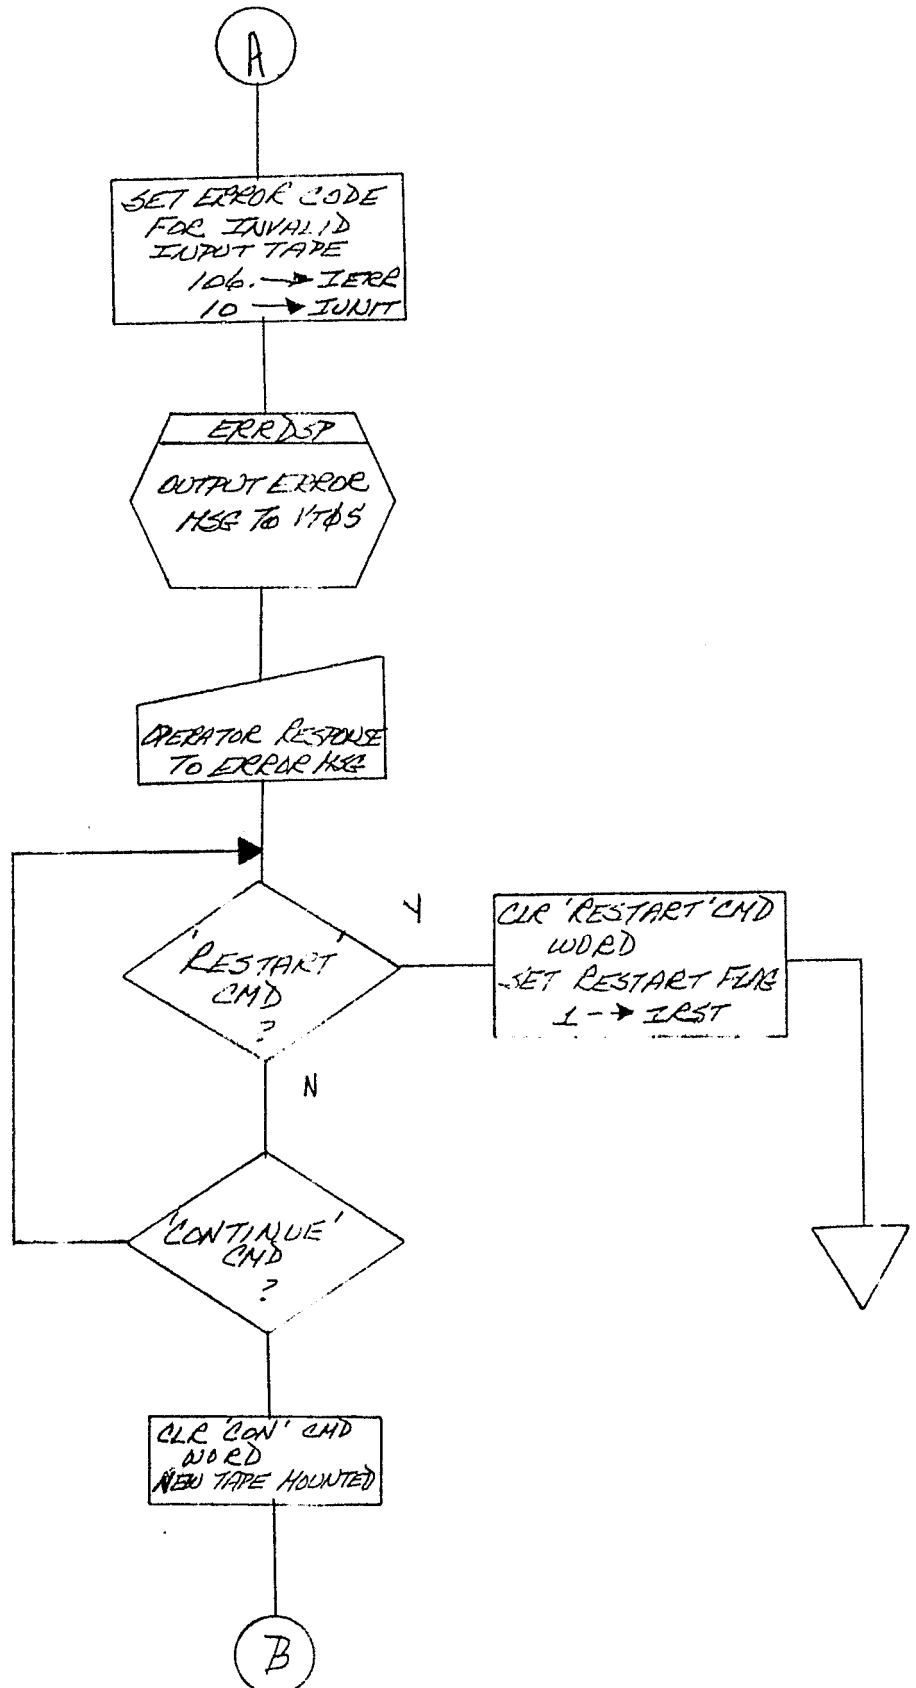 A
SET ERROR CODE
FOR INVALID
INPUT TAPE
106. → IERR
10 → IUNIT
ERRDSP
OUTPUT ERROR
MSG TO VTØ5
OPERATOR RESPONSE
TO ERROR MSG
'RESTART'
CMD
?
Y
CLR 'RESTART' CMD
WORD
SET RESTART FLAG
1 → IRST
N
'CONTINUE'
CMD
?
CLR 'CON' CMD
WORD
NEW TAPE MOUNTED
B